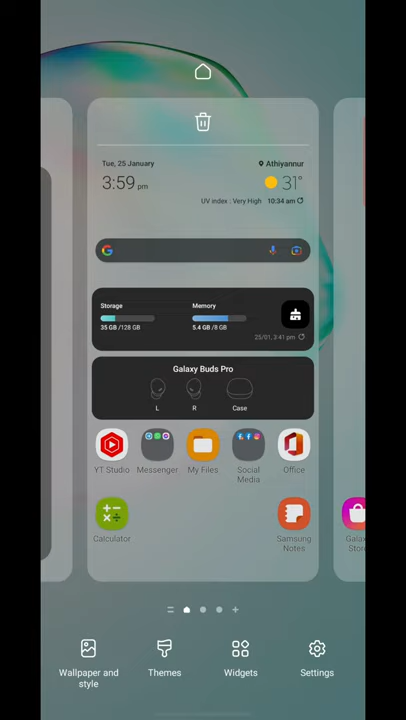 Tue, 25 January
Athiyannur
3:59 pm
31°
UV index : Very High 10:34 am
Storage
Memory
35 GB /128 GB
5.4 GB /8 GB
25/01, 3:41 pm
Galaxy Buds Pro
L
R
Case
YT Studio
Messenger
My Files
Social
Media
Office
Calculator
Samsung
Notes
Galax
Store
Wallpaper and
style
Themes
Widgets
Settings